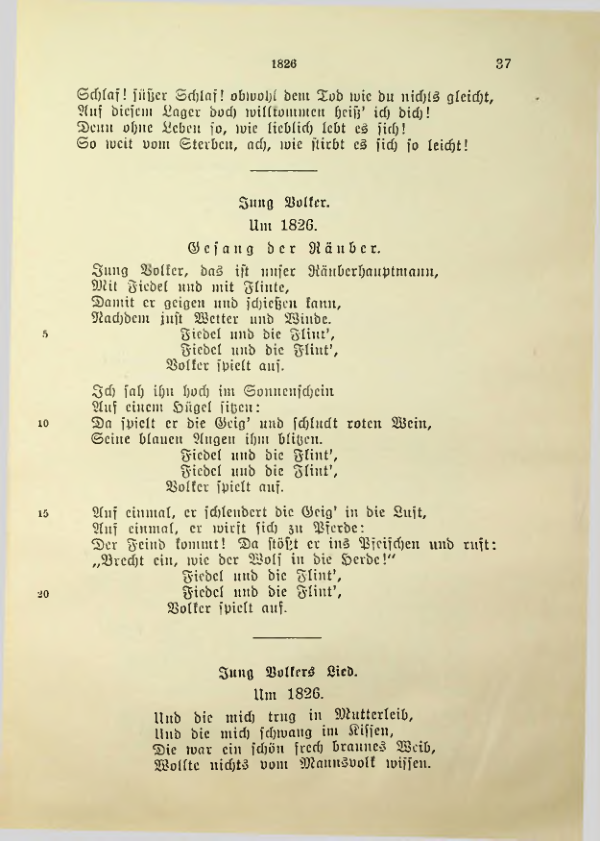 1826 37
Schlaf! süßer Schlaf! obwohl dem Tod wie du nichts gleicht,
Auf diesem Lager doch willkommen heiß' ich dich!
Denn ohne Leben so, wie lieblich lebt es sich!
So weit vom Sterben, ach, wie stirbt es sich so leicht!
Jung Volker.
Um 1826.
Gesang der Räuber.
Jung Volker, das ist unser Räuberhauptmann,
Mit Fiedel und mit Flinte,
Damit er geigen und schießen kann,
Nachdem just Wetter und Winde.
5 Fiedel und die Flint',
Fiedel und die Flint',
Volker spielt auf.
Ich sah ihn hoch im Sonnenschein
Auf einem Hügel sitzen:
10 Da spielt er die Geig' und schluckt roten Wein,
Seine blauen Augen ihm blitzen.
Fiedel und die Flint',
Fiedel und die Flint',
Volker spielt auf.
15 Auf einmal, er schleudert die Geig' in die Luft,
Auf einmal, er wirft sich zu Pferde:
Der Feind kommt! Da stößt er ins Pfeifchen und ruft:
„Brecht ein, wie der Wolf in die Herde!“
Fiedel und die Flint',
20 Fiedel und die Flint',
Volker spielt auf.
Jung Volkers Lied.
Um 1826.
Und die mich trug in Mutterleib,
Und die mich schwang im Kissen,
Die war ein schön frech braunes Weib,
Wollte nichts vom Mannsvolk wissen.